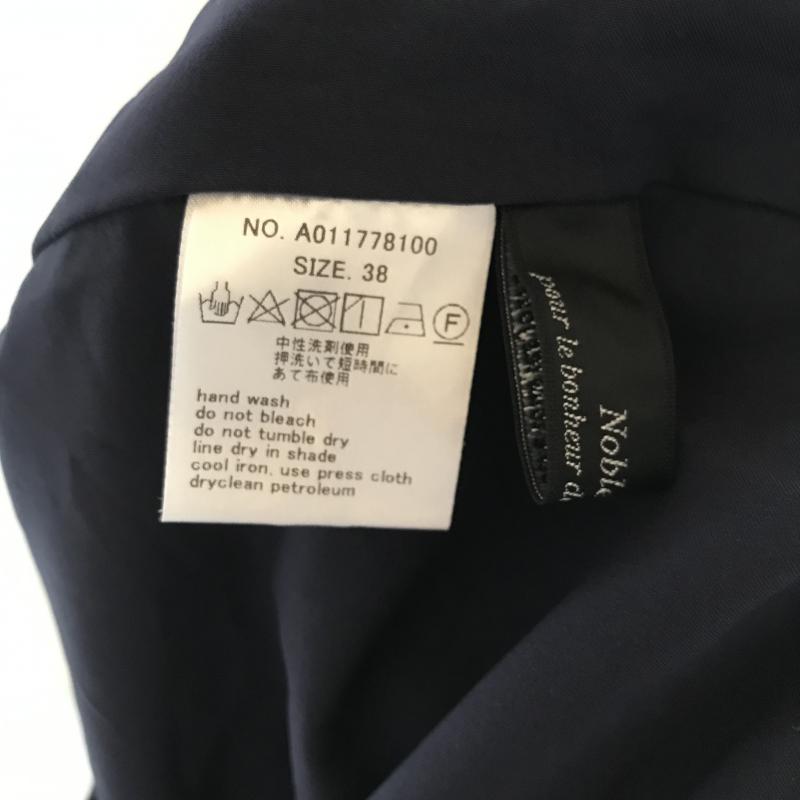 NO. A011778100
SIZE. 38
F
中性洗剤使用
押洗いで短時間に
あて布使用
hand wash
do not bleach
do not tumble dry
line dry in shade
cool iron. use press cloth
dryclean petroleum
Noble
pour le bonheur